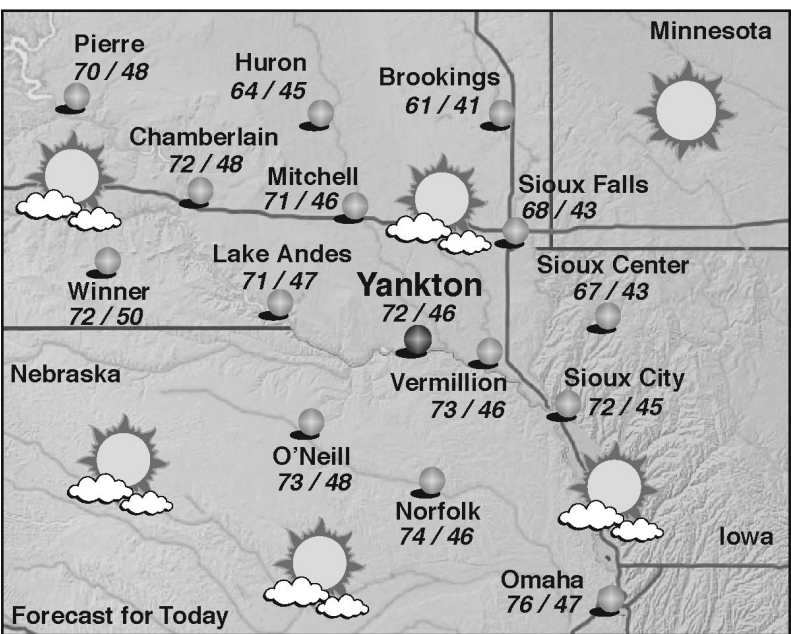 Minnesota
Pierre
70 / 48
Huron
64 / 45
Brookings
61 / 41
Chamberlain
72 / 48
Mitchell
71 / 46
Sioux Falls
68 / 43
Lake Andes
71 / 47
Yankton
72 / 46
Sioux Center
67 / 43
Winner
72 / 50
Nebraska
Vermillion
73 / 46
Sioux City
72 / 45
O'Neill
73 / 48
Norfolk
74 / 46
Iowa
Omaha
76 / 47
Forecast for Today